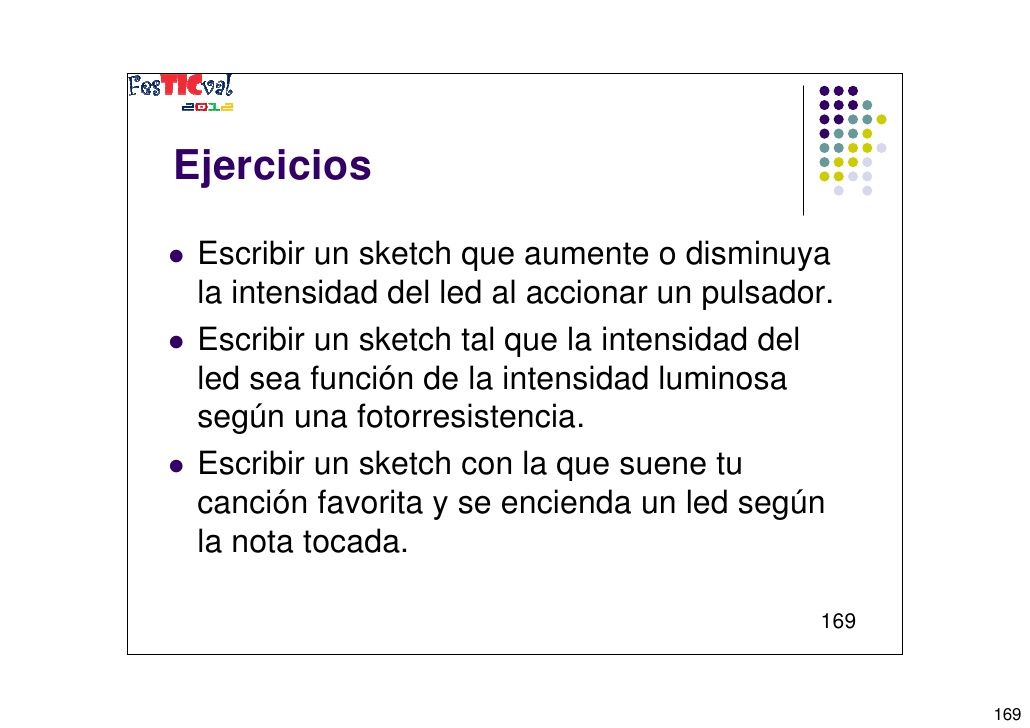 FesTICval
2012
Ejercicios
Escribir un sketch que aumente o disminuya
la intensidad del led al accionar un pulsador.
Escribir un sketch tal que la intensidad del
led sea función de la intensidad luminosa
según una fotorresistencia.
Escribir un sketch con la que suene tu
canción favorita y se encienda un led según
la nota tocada.
169
169